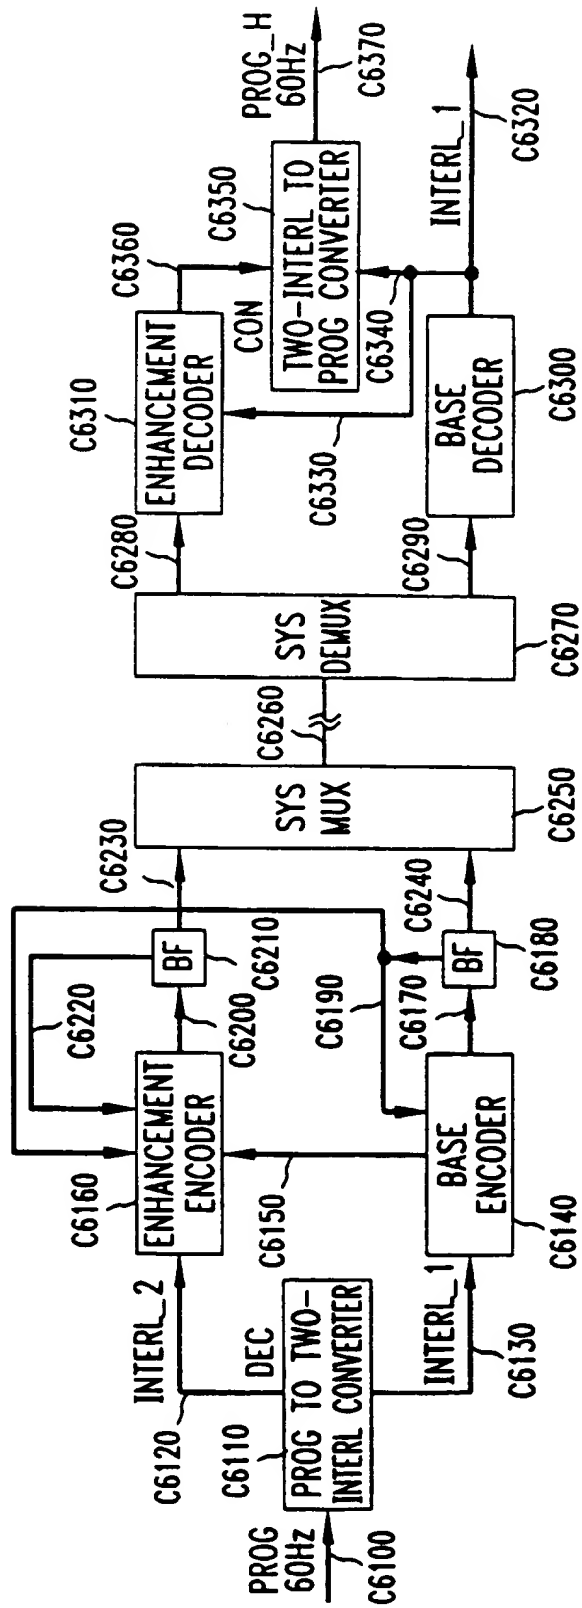 PROG
60Hz
C6100
C6110
PROG TO TWO-
INTERL CONVERTER
DEC
C6120
INTERL_2
INTERL_1
C6130
C6160
ENHANCEMENT
ENCODER
C6150
BASE
ENCODER
C6140
C6220
C6200
BF
C6210
C6190
C6170
BF
C6180
C6230
C6240
SYS
MUX
C6250
C6260
SYS
DEMUX
C6270
C6280
C6290
C6310
ENHANCEMENT
DECODER
C6330
BASE
DECODER
C6300
C6360
CON
C6350
TWO-INTERL TO
PROG CONVERTER
C6340
PROG_H
60Hz
C6370
INTERL_1
C6320